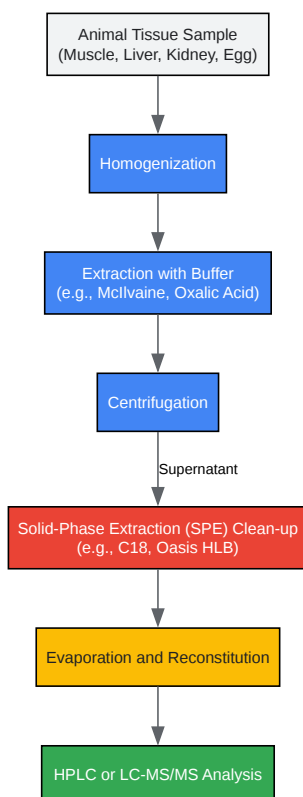 Animal Tissue Sample
(Muscle, Liver, Kidney, Egg)
Homogenization
Extraction with Buffer
(e.g., McIlvaine, Oxalic Acid)
Centrifugation
Supernatant
Solid-Phase Extraction (SPE) Clean-up
(e.g., C18, Oasis HLB)
Evaporation and Reconstitution
HPLC or LC-MS/MS Analysis